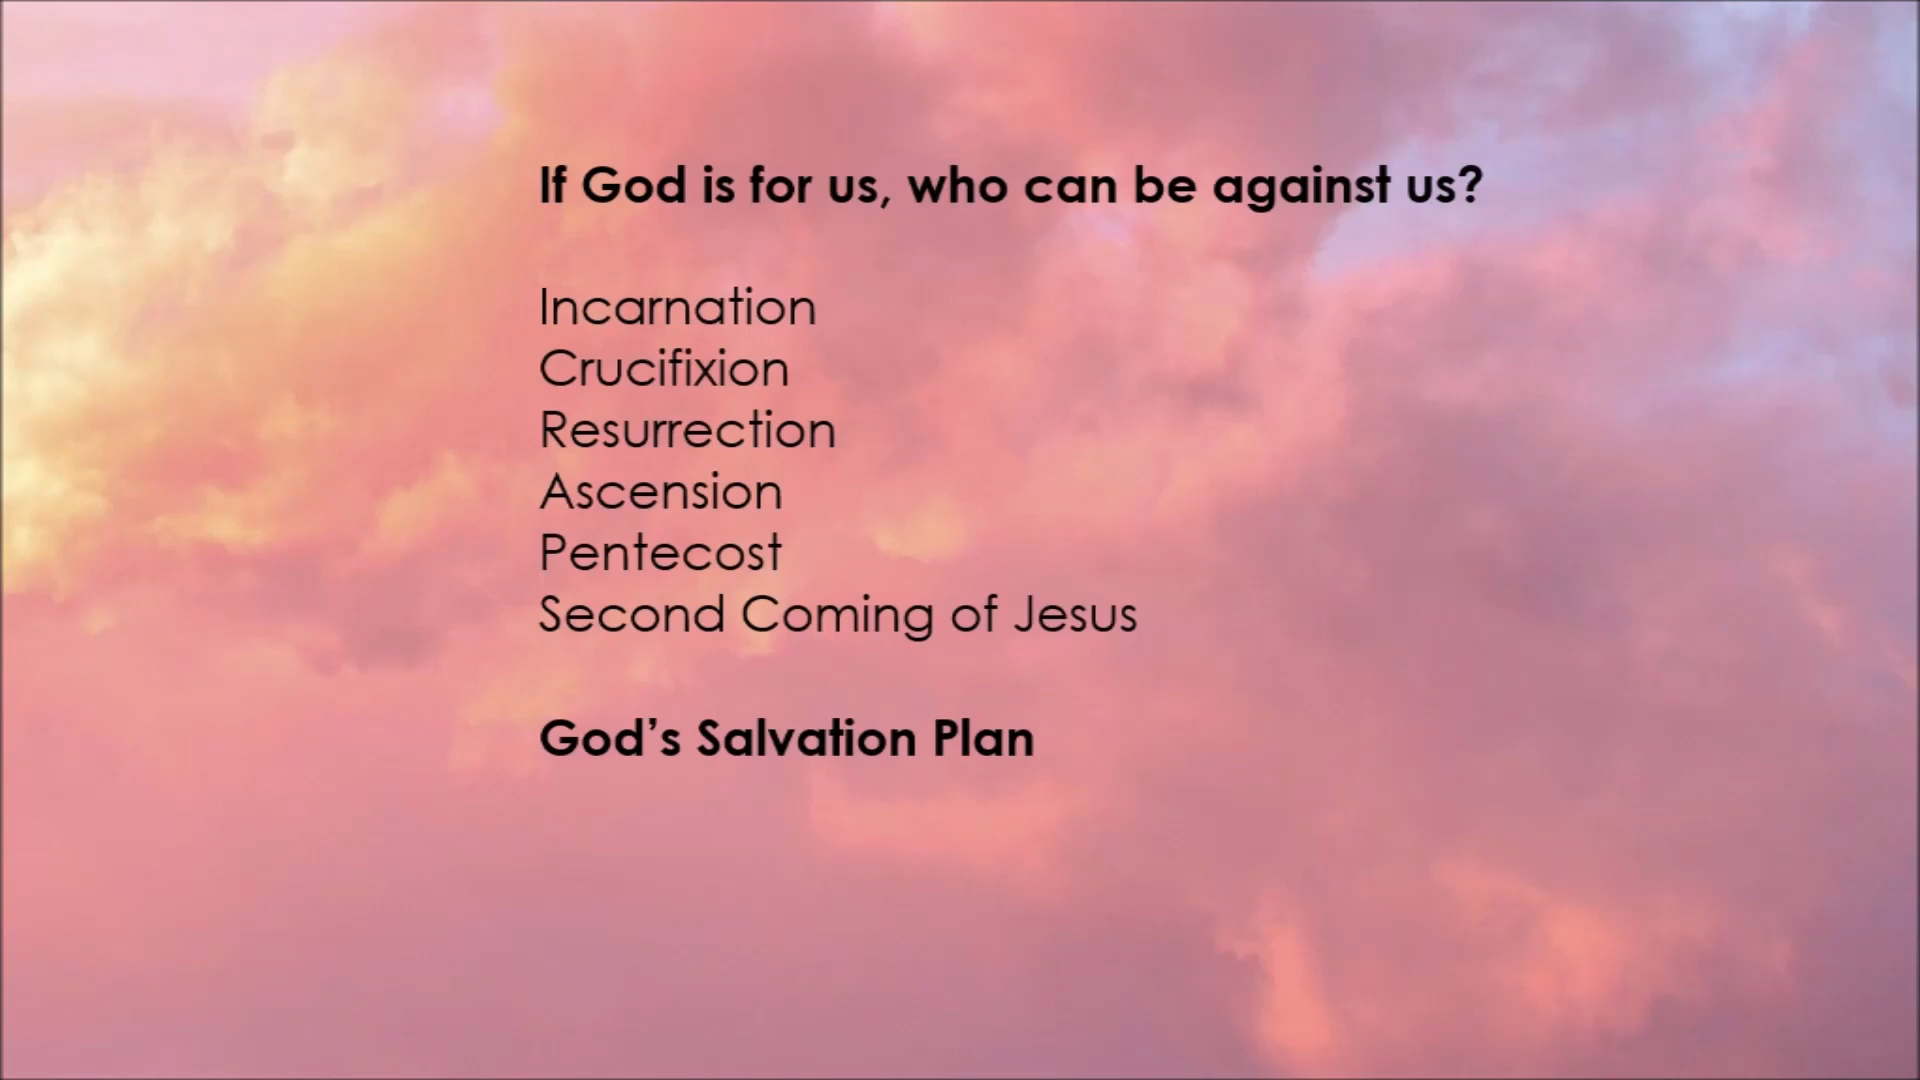 If God is for us, who can be against us?
Incarnation
Crucifixion
Resurrection
Ascension
Pentecost
Second Coming of Jesus
God’s Salvation Plan